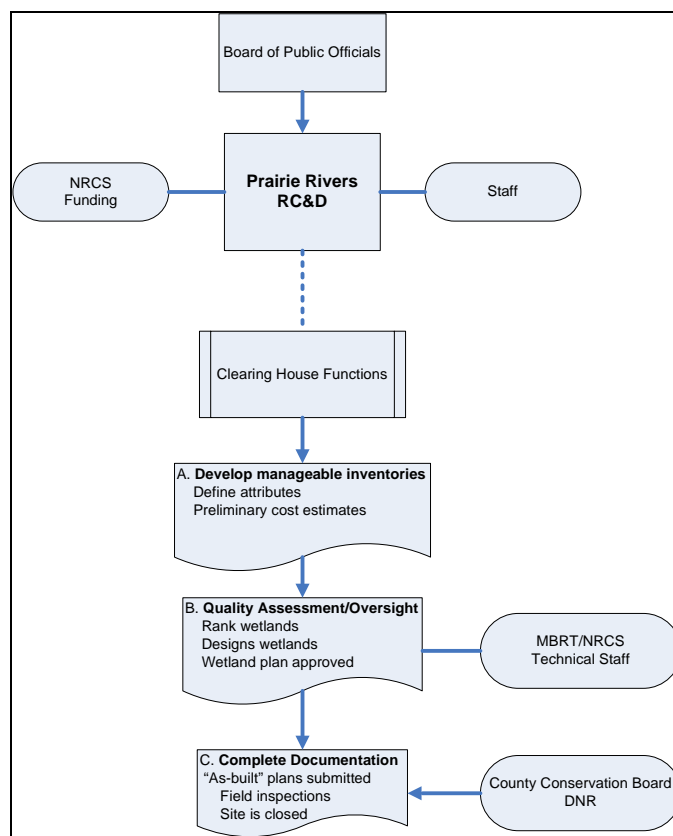 Board of Public Officials
NRCS
Funding
Prairie Rivers
RC&D
Staff
Clearing House Functions
A. Develop manageable inventories
Define attributes
Preliminary cost estimates
B. Quality Assessment/Oversight
Rank wetlands
Designs wetlands
Wetland plan approved
MBRT/NRCS
Technical Staff
C. Complete Documentation
“As-built” plans submitted
Field inspections
Site is closed
County Conservation Board
DNR